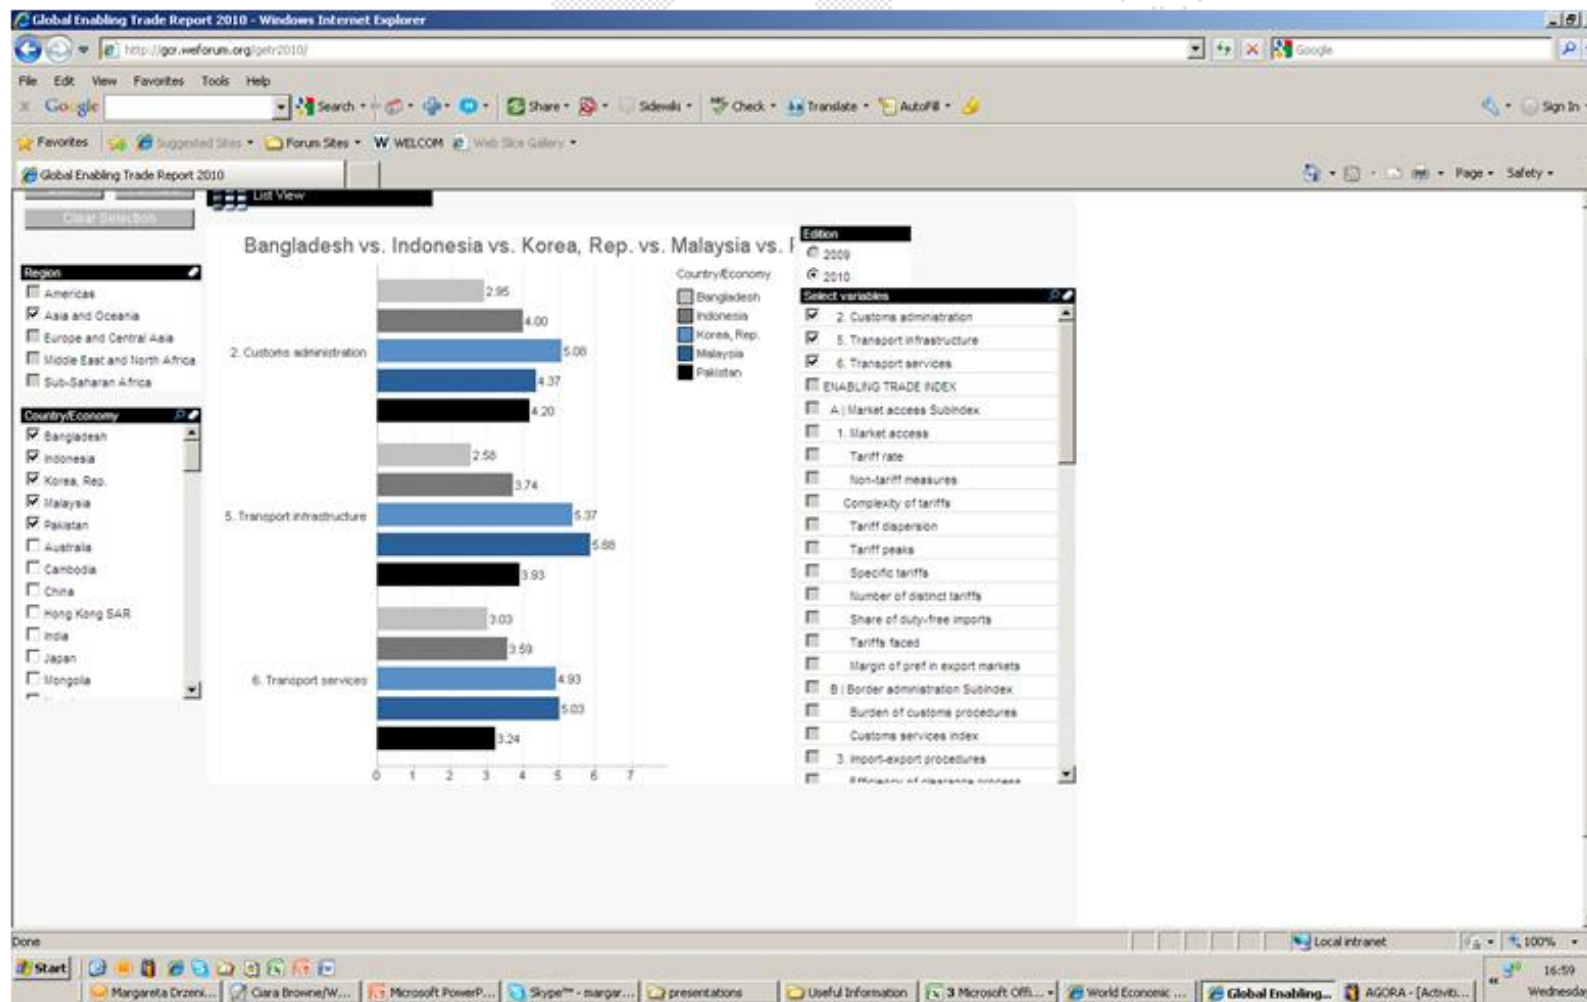 Global Enabling Trade Report 2010 - Windows Internet Explorer
http://gcr.weforum.org/getr2010/
Google
File Edit View Favorites Tools Help
Google Search Share Sidewiki Check Translate AutoFill Sign In
Favorites Suggested Sites Forum Sites WELCOM Web Slice Gallery
Global Enabling Trade Report 2010
Page Safety
List View
Clear Selection
Bangladesh vs. Indonesia vs. Korea, Rep. vs. Malaysia vs.
Region
Americas
Asia and Oceania
Europe and Central Asia
Middle East and North Africa
Sub-Saharan Africa
Country/Economy
Bangladesh
Indonesia
Korea, Rep.
Malaysia
Pakistan
Australia
Cambodia
China
Hong Kong SAR
India
Japan
Mongolia
2. Customs administration
2.95
4.00
5.08
4.37
4.20
5. Transport infrastructure
2.58
3.74
5.37
5.88
3.93
6. Transport services
3.03
3.59
4.93
5.03
3.24
0 1 2 3 4 5 6 7
Country/Economy
Bangladesh
Indonesia
Korea, Rep.
Malaysia
Pakistan
Edition
2009
2010
Select variables
2. Customs administration
5. Transport infrastructure
6. Transport services
ENABLING TRADE INDEX
A | Market access SubIndex
1. Market access
Tariff rate
Non-tariff measures
Complexity of tariffs
Tariff dispersion
Tariff peaks
Specific tariffs
Number of distinct tariffs
Share of duty-free imports
Tariffs faced
Margin of pref in export markets
B | Border administration SubIndex
Burden of customs procedures
Customs services index
3. Import-export procedures
Efficiency of clearance process
Done
Local intranet
100%
Start
16:59
Margareta Drzeni... Ciara Browne/W... Microsoft PowerP... Skype™ - margar... presentations Useful Information 3 Microsoft Offi... World Economic ... Global Enabling... AGORA - [Activiti... Wednesday